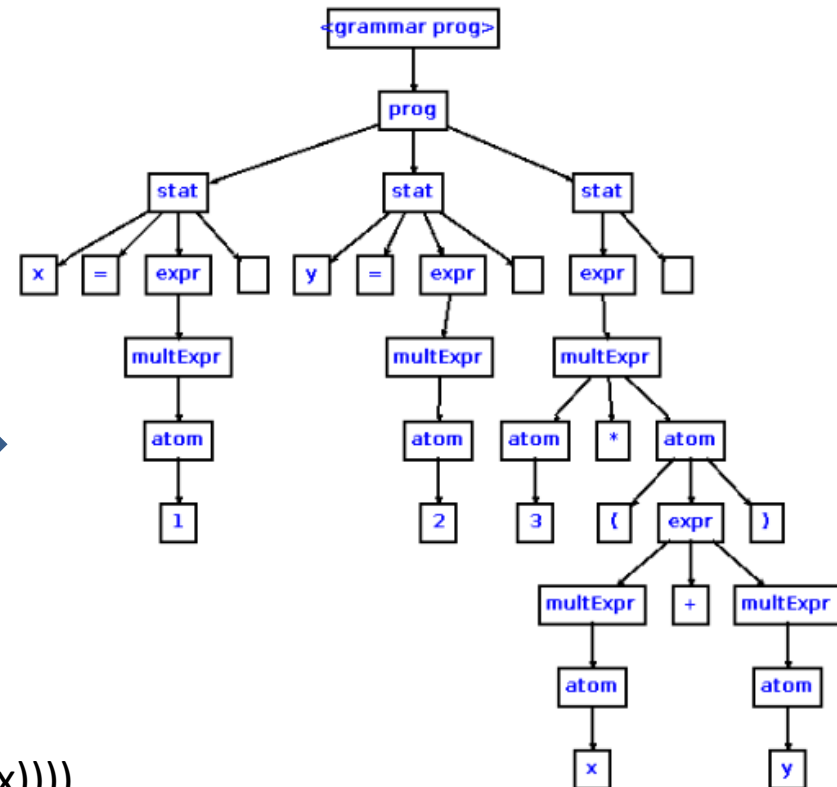 <grammar prog>
prog
stat stat stat
x = expr y = expr expr
multExpr multExpr multExpr
atom atom atom * atom
1 2 3 ( expr )
multExpr + multExpr
atom atom
x y
x))))